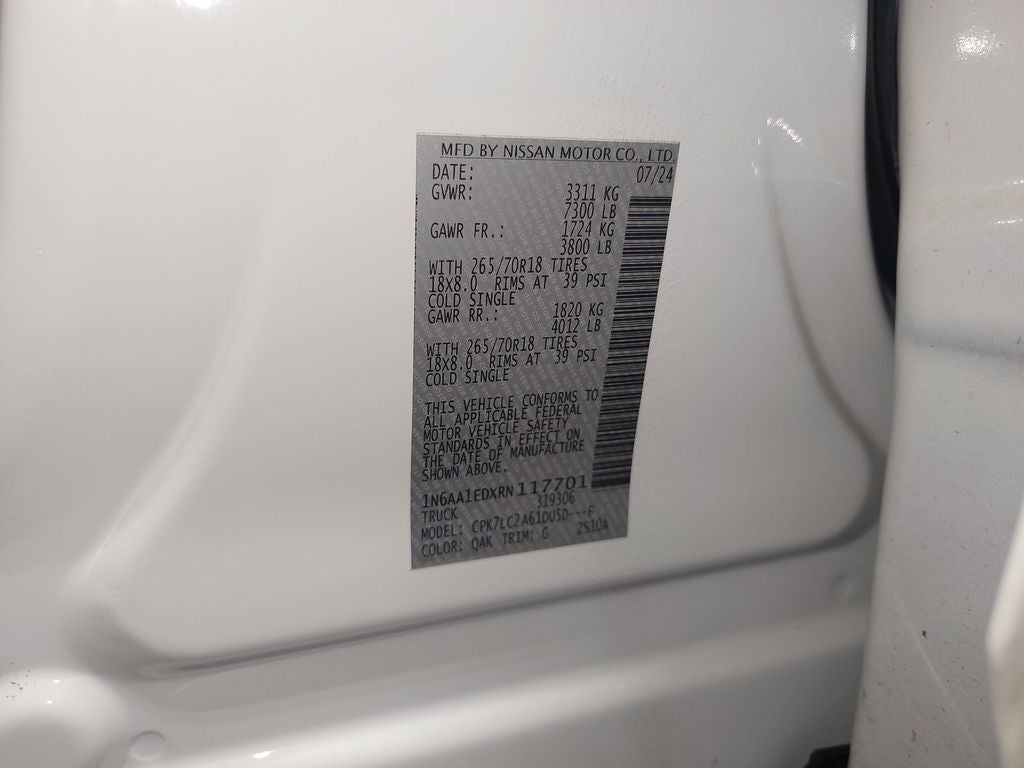 MFD BY NISSAN MOTOR CO., LTD.
DATE: 07/24
GVWR: 3311 KG
7300 LB
GAWR FR.: 1724 KG
3800 LB
WITH 265/70R18 TIRES
18X8.0 RIMS AT 39 PSI
COLD SINGLE
GAWR RR.: 1820 KG
4012 LB
WITH 265/70R18 TIRES
18X8.0 RIMS AT 39 PSI
COLD SINGLE
THIS VEHICLE CONFORMS TO
ALL APPLICABLE FEDERAL
MOTOR VEHICLE SAFETY
STANDARDS IN EFFECT ON
THE DATE OF MANUFACTURE
SHOWN ABOVE.
1N6AA1EDXRN117701
TRUCK 319306
MODEL: CPK7LC2A61DU5D---F
COLOR: QAK TRIM: G ZS10A